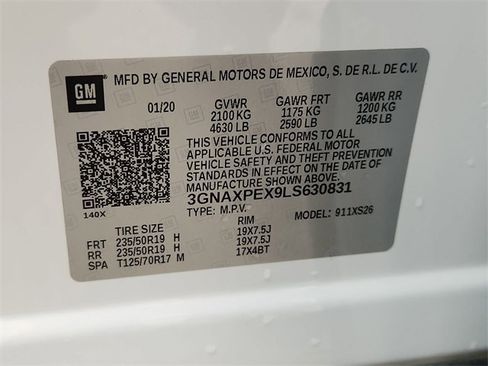 GM
MFD BY GENERAL MOTORS DE MEXICO, S. DE R.L. DE C.V.
01/20 GVWR GAWR FRT GAWR RR
2100 KG 1175 KG 1200 KG
4630 LB 2590 LB 2645 LB
THIS VEHICLE CONFORMS TO ALL
APPLICABLE U.S. FEDERAL MOTOR
VEHICLE SAFETY AND THEFT PREVENTION
STANDARDS IN EFFECT ON THE DATE OF
MANUFACTURE SHOWN ABOVE.
3GNAXPEX9LS630831
140X TYPE: M.P.V. MODEL: 911XS26
TIRE SIZE RIM
FRT 235/50R19 H 19X7.5J
RR 235/50R19 H 19X7.5J
SPA T125/70R17 M 17X4BT